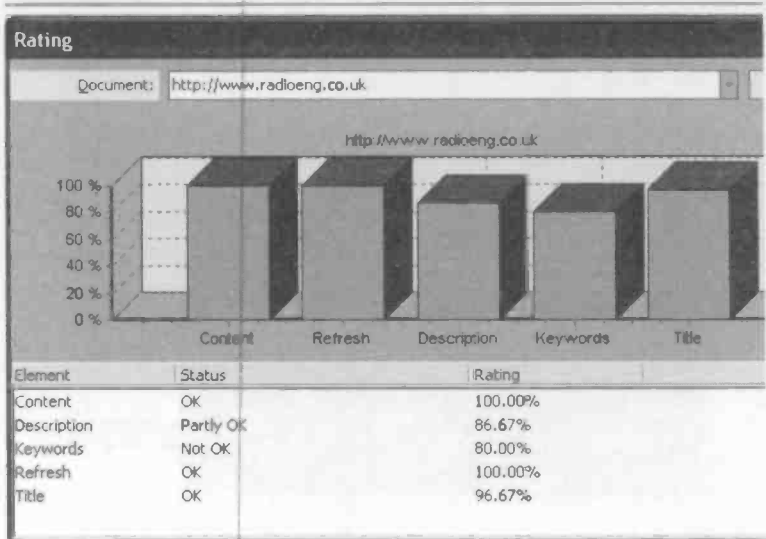 Rating
Document: http://www.radioeng.co.uk
http://www.radioeng.co.uk
100 %
80 %
60 %
40 %
20 %
0 %
Content Refresh Description Keywords Title
Element Status Rating
Content OK 100.00%
Description Partly OK 86.67%
Keywords Not OK 80.00%
Refresh OK 100.00%
Title OK 96.67%